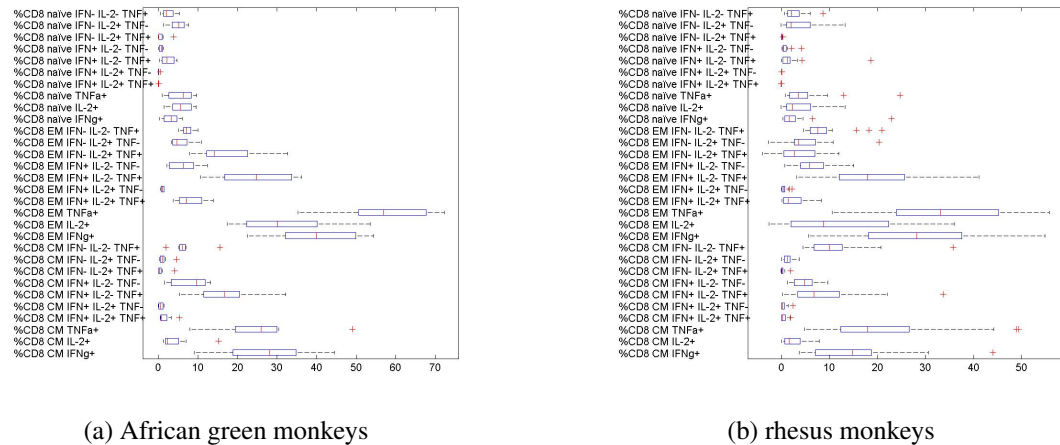 %CD8 naïve IFN- IL-2- TNF+
%CD8 naïve IFN- IL-2+ TNF-
%CD8 naïve IFN- IL-2+ TNF+
%CD8 naïve IFN+ IL-2- TNF-
%CD8 naïve IFN+ IL-2- TNF+
%CD8 naïve IFN+ IL-2+ TNF-
%CD8 naïve IFN+ IL-2+ TNF+
%CD8 naïve TNFa+
%CD8 naïve IL-2+
%CD8 naïve IFNg+
%CD8 EM IFN- IL-2- TNF+
%CD8 EM IFN- IL-2+ TNF-
%CD8 EM IFN- IL-2+ TNF+
%CD8 EM IFN+ IL-2- TNF-
%CD8 EM IFN+ IL-2- TNF+
%CD8 EM IFN+ IL-2+ TNF-
%CD8 EM IFN+ IL-2+ TNF+
%CD8 EM TNFa+
%CD8 EM IL-2+
%CD8 EM IFNg+
%CD8 CM IFN- IL-2- TNF+
%CD8 CM IFN- IL-2+ TNF-
%CD8 CM IFN- IL-2+ TNF+
%CD8 CM IFN+ IL-2- TNF-
%CD8 CM IFN+ IL-2- TNF+
%CD8 CM IFN+ IL-2+ TNF-
%CD8 CM IFN+ IL-2+ TNF+
%CD8 CM TNFa+
%CD8 CM IL-2+
%CD8 CM IFNg+
0 10 20 30 40 50 60 70
(a) African green monkeys
%CD8 naïve IFN- IL-2- TNF+
%CD8 naïve IFN- IL-2+ TNF-
%CD8 naïve IFN- IL-2+ TNF+
%CD8 naïve IFN+ IL-2- TNF-
%CD8 naïve IFN+ IL-2- TNF+
%CD8 naïve IFN+ IL-2+ TNF-
%CD8 naïve IFN+ IL-2+ TNF+
%CD8 naïve TNFa+
%CD8 naïve IL-2+
%CD8 naïve IFNg+
%CD8 EM IFN- IL-2- TNF+
%CD8 EM IFN- IL-2+ TNF-
%CD8 EM IFN- IL-2+ TNF+
%CD8 EM IFN+ IL-2- TNF-
%CD8 EM IFN+ IL-2- TNF+
%CD8 EM IFN+ IL-2+ TNF-
%CD8 EM IFN+ IL-2+ TNF+
%CD8 EM TNFa+
%CD8 EM IL-2+
%CD8 EM IFNg+
%CD8 CM IFN- IL-2- TNF+
%CD8 CM IFN- IL-2+ TNF-
%CD8 CM IFN- IL-2+ TNF+
%CD8 CM IFN+ IL-2- TNF-
%CD8 CM IFN+ IL-2- TNF+
%CD8 CM IFN+ IL-2+ TNF-
%CD8 CM IFN+ IL-2+ TNF+
%CD8 CM TNFa+
%CD8 CM IL-2+
%CD8 CM IFNg+
0 10 20 30 40 50
(b) rhesus monkeys